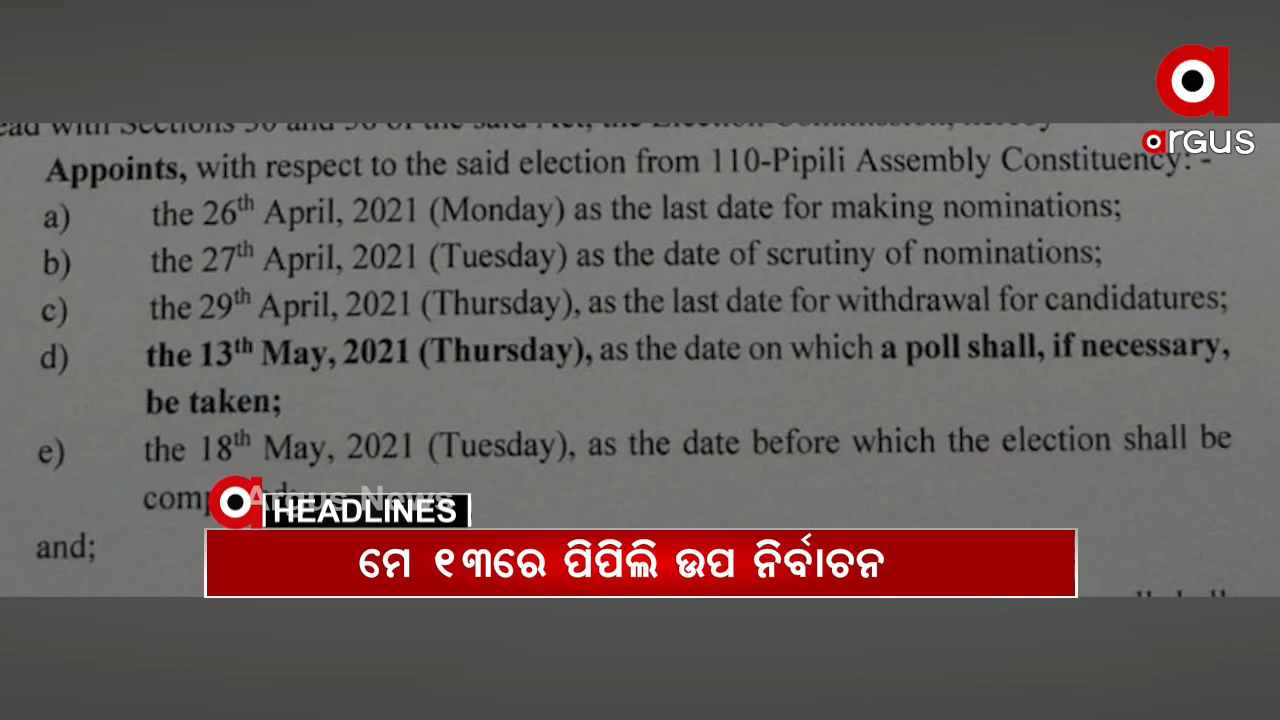 argus
Appoints, with respect to the said election from 110-Pipili Assembly Constituency: -
a) the 26th April, 2021 (Monday) as the last date for making nominations;
b) the 27th April, 2021 (Tuesday) as the date of scrutiny of nominations;
c) the 29th April, 2021 (Thursday), as the last date for withdrawal for candidatures;
d) the 13th May, 2021 (Thursday), as the date on which a poll shall, if necessary,
be taken;
e) the 18th May, 2021 (Tuesday), as the date before which the election shall be
Argus News
HEADLINES
and;
ମେ ୧୩ରେ ପିପିଲି ଉପ ନିର୍ବାଚନ